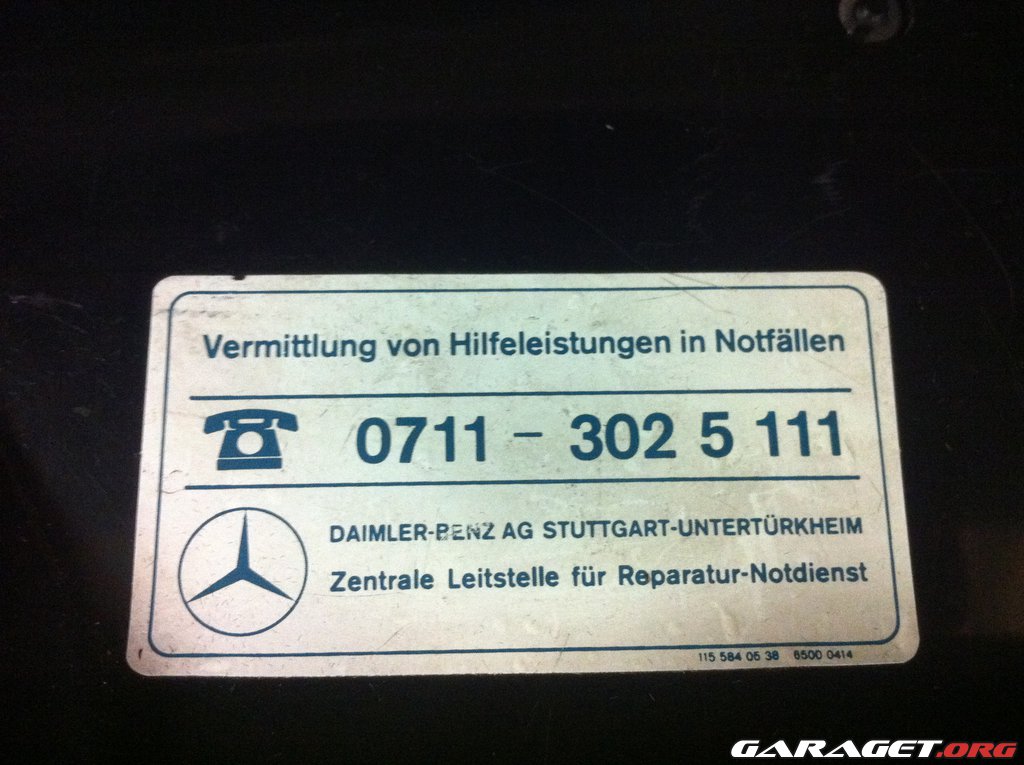 Vermittlung von Hilfeleistungen in Notfällen
0711 – 302 5 111
DAIMLER-BENZ AG STUTTGART-UNTERTÜRKHEIM
Zentrale Leitstelle für Reparatur-Notdienst
115 584 05 38 6500 0414
GARAGET.ORG